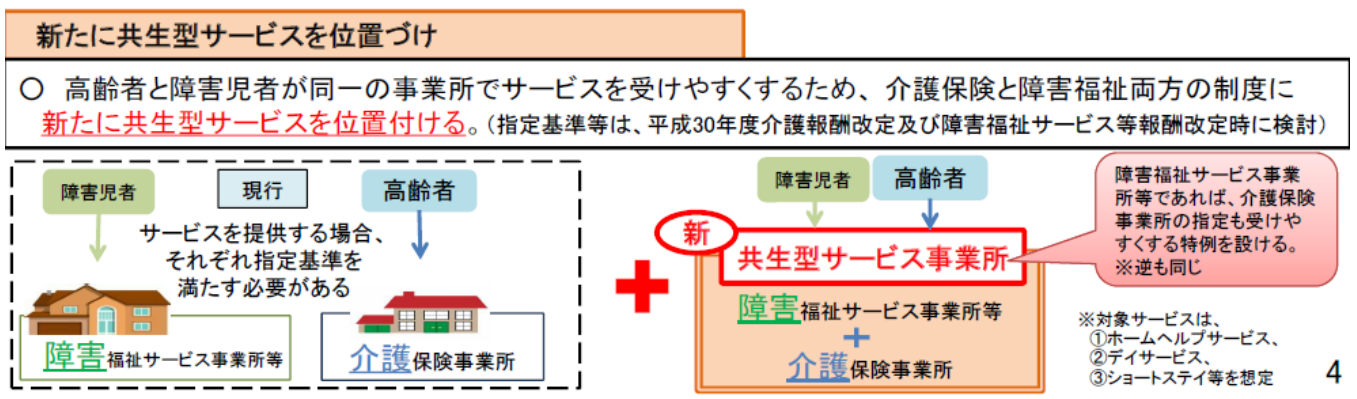 新たに共生型サービスを位置づけ
○ 高齢者と障害児者が同一の事業所でサービスを受けやすくするため、介護保険と障害福祉両方の制度に
新たに共生型サービスを位置付ける。(指定基準等は、平成30年度介護報酬改定及び障害福祉サービス等報酬改定時に検討)
障害児者
現行
高齢者
サービスを提供する場合、
それぞれ指定基準を
満たす必要がある
障害福祉サービス事業所等
介護保険事業所
+
障害児者
高齢者
新
共生型サービス事業所
障害福祉サービス事業所等
+
介護保険事業所
障害福祉サービス事業
所等であれば、介護保険
事業所の指定も受けや
すくする特例を設ける。
※逆も同じ
※対象サービスは、
①ホームヘルプサービス、
②デイサービス、
③ショートステイ等を想定
4